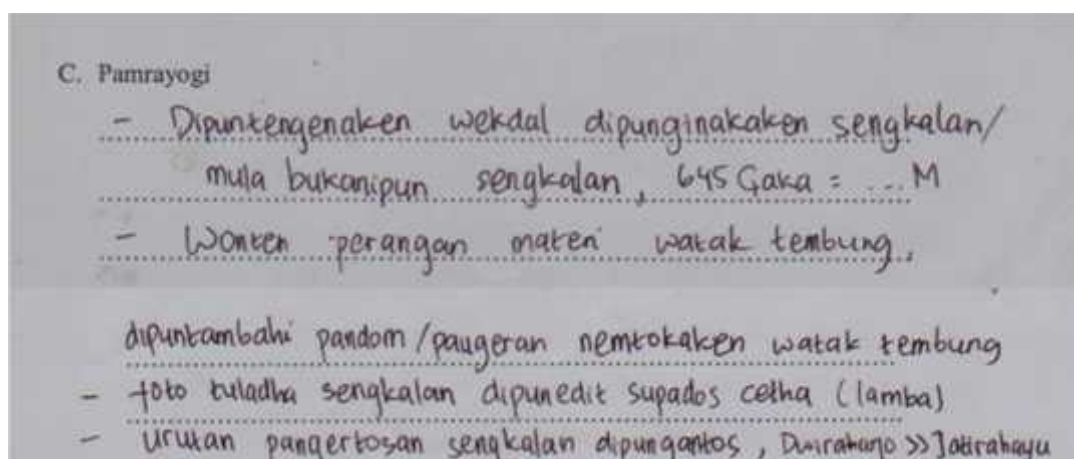 C. Pamrayogi
- Dipuntengenaken wekdal dipunginakaken sengkalan/
mula bukanipun sengkalan, 645 Çaka = ... M
- Wonten perangan materi watak tembung,
dipuntambahi pandom/paugeran nemtokaken watak tembung
- foto tuladha sengkalan dipunedit supados cetha (lamba)
- Urutan pangertosan sengkalan dipungantos, >> Jatirahayu